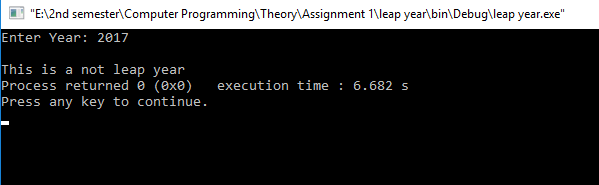 "E:\2nd semester\Computer Programming\Theory\Assignment 1\leap year\bin\Debug\leap year.exe"
Enter Year: 2017
This is a not leap year
Process returned 0 (0x0)   execution time : 6.682 s
Press any key to continue.